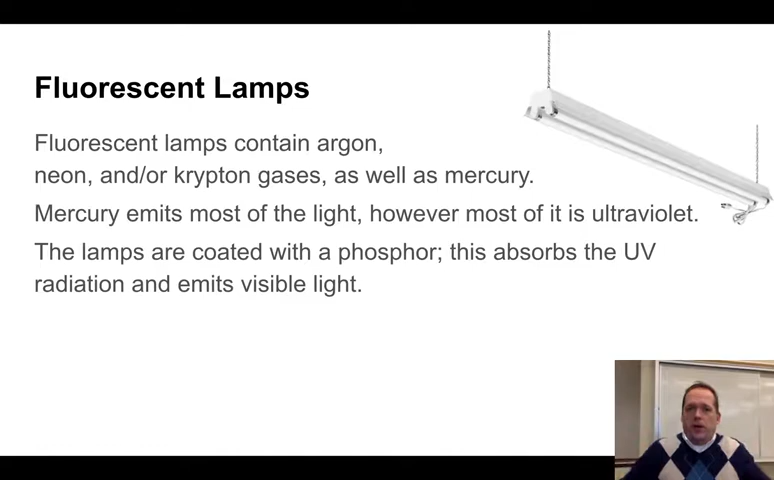 Fluorescent Lamps
Fluorescent lamps contain argon,
neon, and/or krypton gases, as well as mercury.
Mercury emits most of the light, however most of it is ultraviolet.
The lamps are coated with a phosphor; this absorbs the UV
radiation and emits visible light.